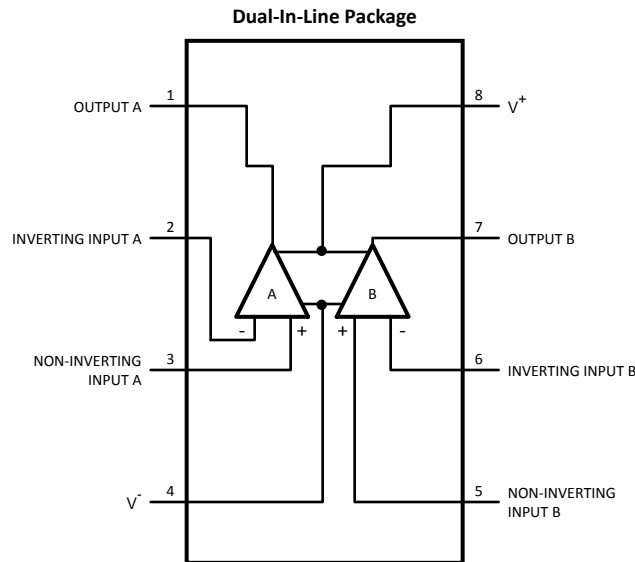 Dual-In-Line Package
1
OUTPUT A
8
V+
2
INVERTING INPUT A
7
OUTPUT B
A
B
-
+
+
-
3
NON-INVERTING
INPUT A
6
INVERTING INPUT B
4
V-
5
NON-INVERTING
INPUT B